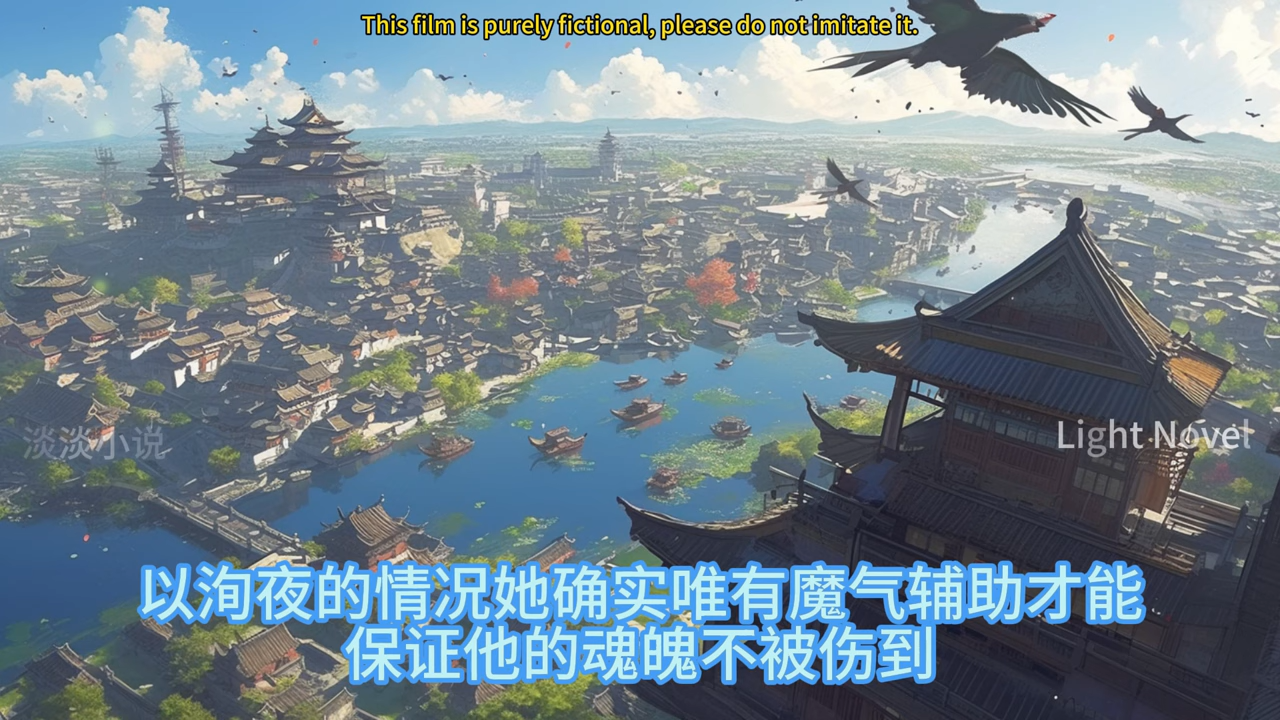 This film is purely fictional, please do not imitate it.
淡淡小说
Light Novel
以洵夜的情况她确实唯有魔气辅助才能
保证他的魂魄不被伤到